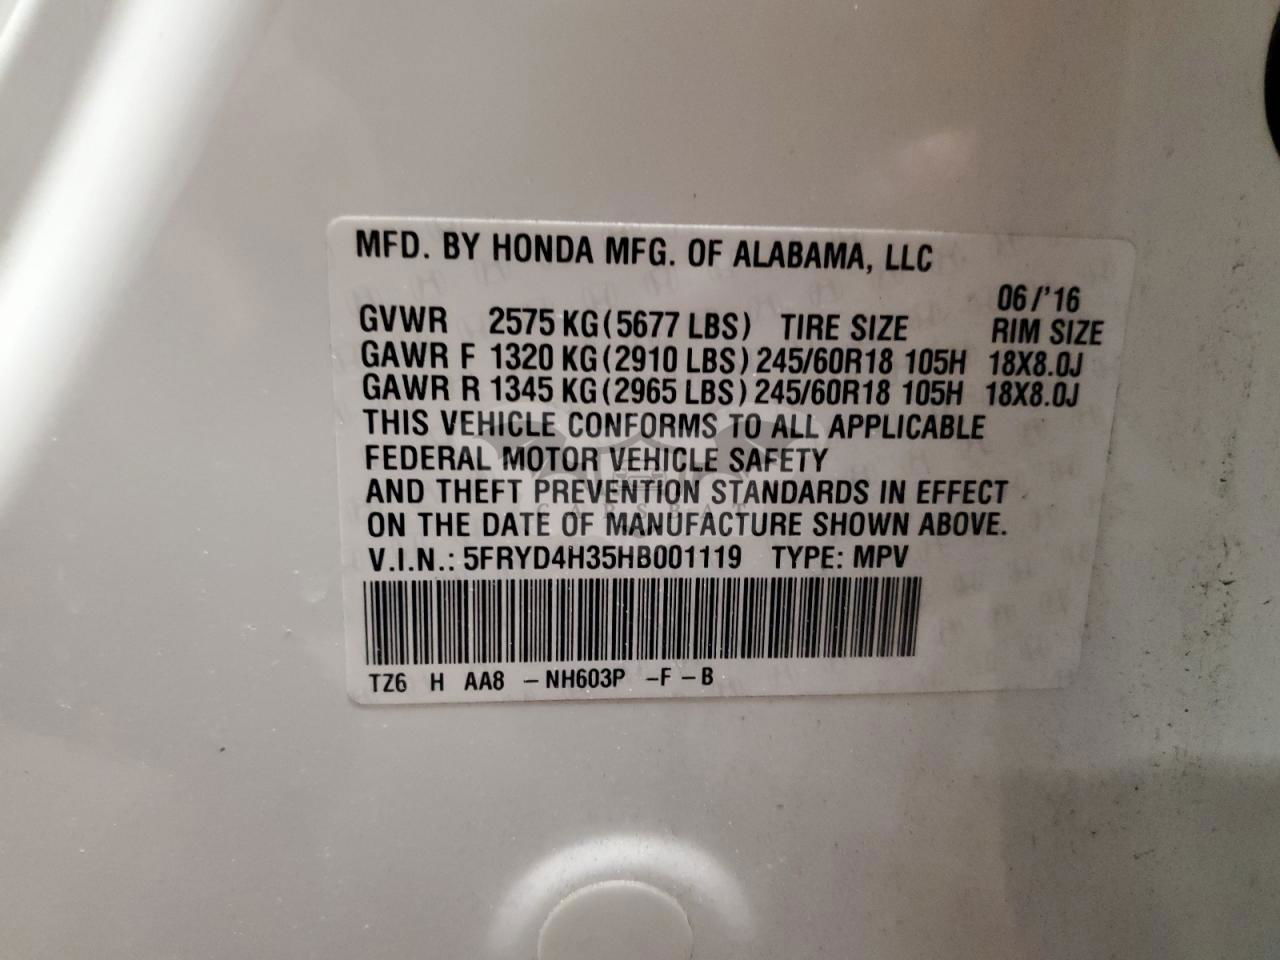 MFD. BY HONDA MFG. OF ALABAMA, LLC
06/'16
GVWR 2575 KG (5677 LBS) TIRE SIZE RIM SIZE
GAWR F 1320 KG (2910 LBS) 245/60R18 105H 18X8.0J
GAWR R 1345 KG (2965 LBS) 245/60R18 105H 18X8.0J
THIS VEHICLE CONFORMS TO ALL APPLICABLE
FEDERAL MOTOR VEHICLE SAFETY
AND THEFT PREVENTION STANDARDS IN EFFECT
CARSBAT
ON THE DATE OF MANUFACTURE SHOWN ABOVE.
V.I.N.: 5FRYD4H35HB001119 TYPE: MPV
TZ6 H AA8 -NH603P -F-B